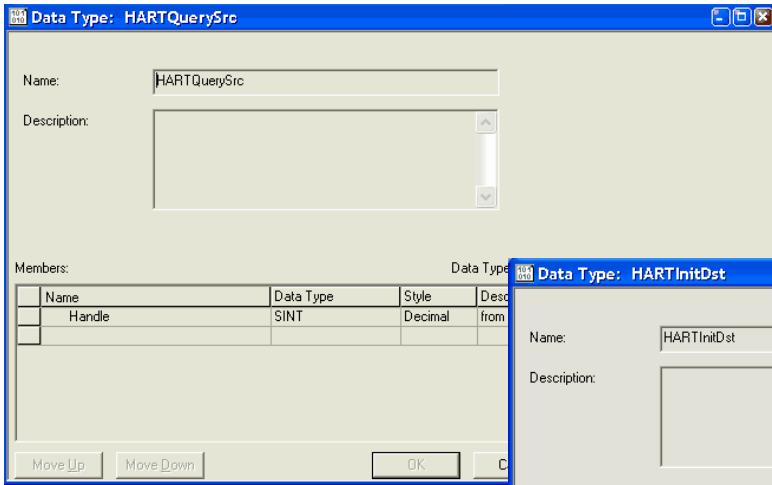 Data Type: HARTQuerySrc
Name: HARTQuerySrc
Description:
Members: Data Type
Name Data Type Style Desc
Handle SINT Decimal from
Move Up Move Down OK C
Data Type: HARTInitDst
Name: HARTInitDst
Description: